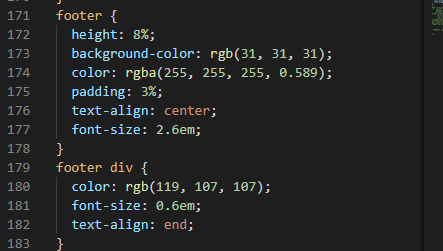 171 footer {
172 height: 8%;
173 background-color: rgb(31, 31, 31);
174 color: rgba(255, 255, 255, 0.589);
175 padding: 3%;
176 text-align: center;
177 font-size: 2.6em;
178 }
179 footer div {
180 color: rgb(119, 107, 107);
181 font-size: 0.6em;
182 text-align: end;
183 }